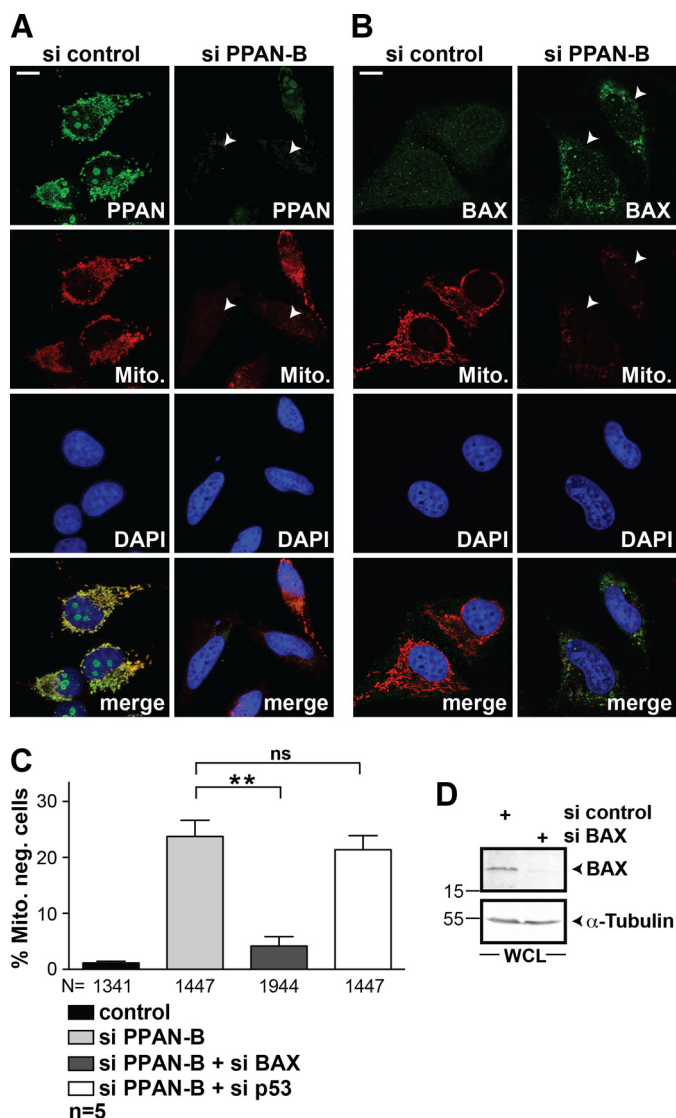 A
B
si control
si PPAN-B
si control
si PPAN-B
PPAN
PPAN
BAX
BAX
Mito.
Mito.
Mito.
Mito.
DAPI
DAPI
DAPI
DAPI
merge
merge
merge
merge
C
ns
**
% Mito. neg. cells
30
20
10
0
N= 1341 1447 1944 1447
control
si PPAN-B
si PPAN-B + si BAX
si PPAN-B + si p53
n=5
D
+ si control
+ si BAX
BAX
15
55
α-Tubulin
WCL